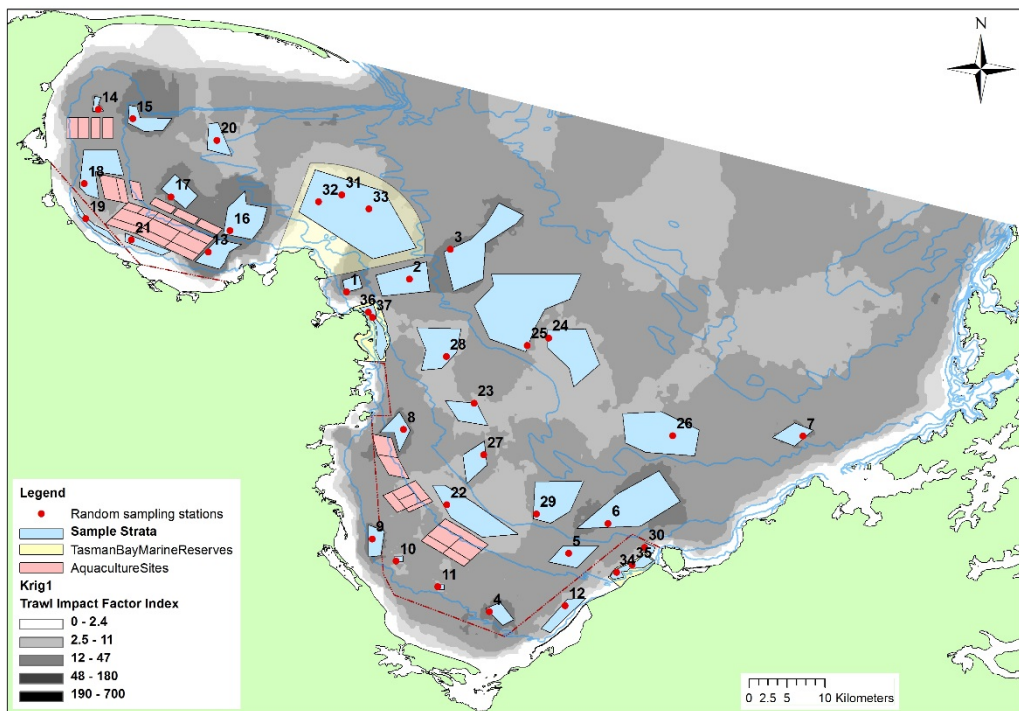 N
14
15
20
18
17
19
16
21
13
31
32
33
3
2
1
36
37
25
24
28
23
8
26
7
27
22
29
6
9
10
5
30
35
34
11
4
12
Legend
Random sampling stations
Sample Strata
TasmanBayMarineReserves
AquacultureSites
Krig1
Trawl Impact Factor Index
0 - 2.4
2.5 - 11
12 - 47
48 - 180
190 - 700
0 2.5 5 10 Kilometers